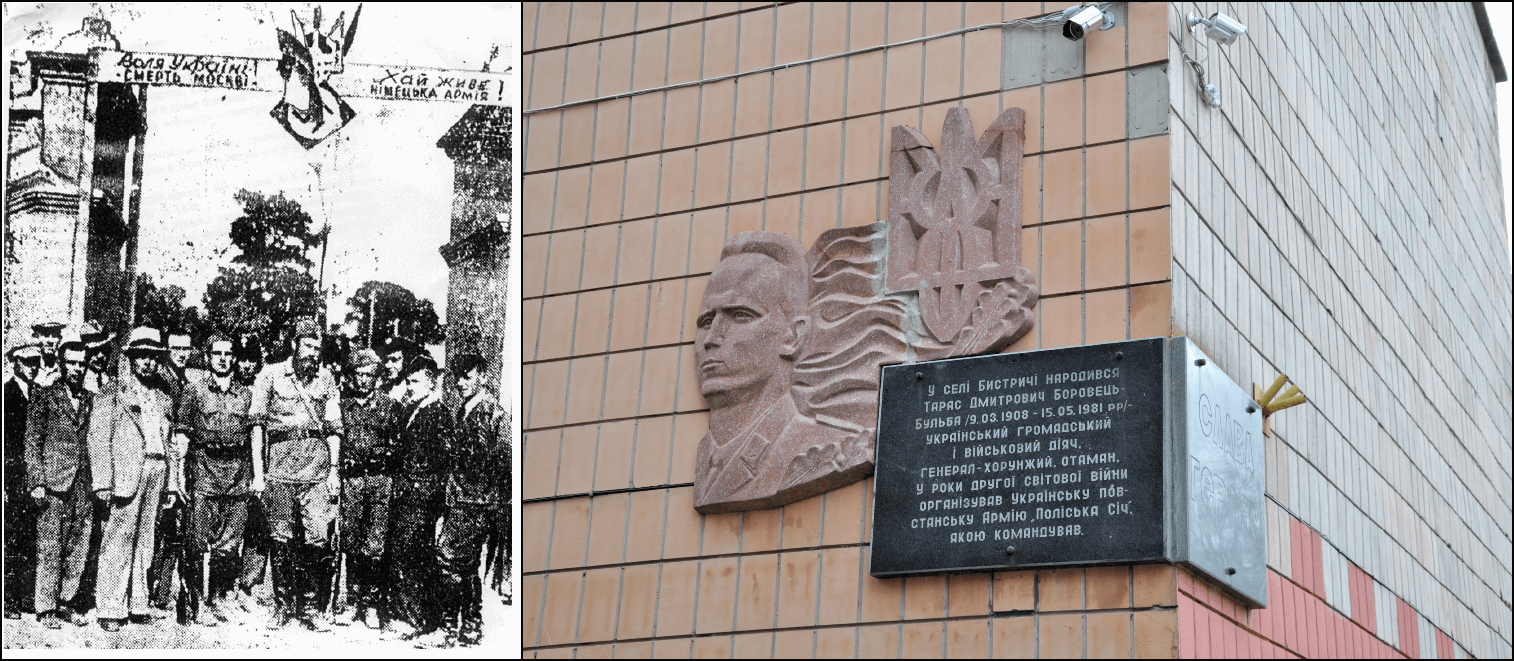 Воля Україні!
• СМЕРТЬ МОСКВІ •
Хай живе
НІМЕЦЬКА АРМІЯ!
У СЕЛІ БИСТРИЧІ НАРОДИВСЯ
ТАРАС ДМИТРОВИЧ БОРОВЕЦЬ-
БУЛЬБА /9.03.1908 - 15.05.1981 РР/-
УКРАЇНСЬКИЙ ГРОМАДСЬКИЙ
І ВІЙСЬКОВИЙ ДІЯЧ,
ГЕНЕРАЛ-ХОРУНЖИЙ, ОТАМАН,
У РОКИ ДРУГОЇ СВІТОВОЇ ВІЙНИ
ОРГАНІЗУВАВ УКРАЇНСЬКУ ПОВ-
СТАНСЬКУ АРМІЮ „ПОЛІСЬКА СІЧ",
ЯКОЮ КОМАНДУВАВ.
СЛАВА